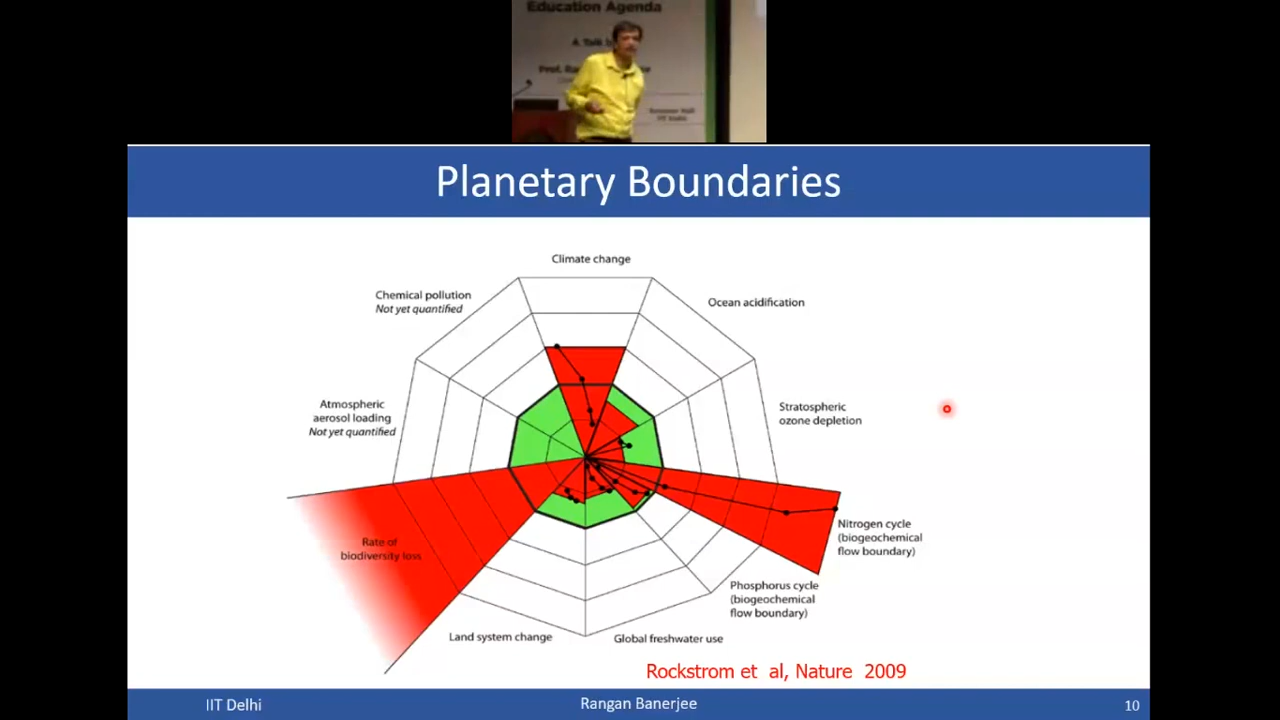 Education Agenda
Planetary Boundaries
Climate change
Chemical pollution
Not yet quantified
Ocean acidification
Atmospheric
aerosol loading
Not yet quantified
Stratospheric
ozone depletion
Rate of
biodiversity loss
Nitrogen cycle
(biogeochemical
flow boundary)
Phosphorus cycle
(biogeochemical
flow boundary)
Land system change
Global freshwater use
Rockstrom et al, Nature 2009
IIT Delhi
Rangan Banerjee
10